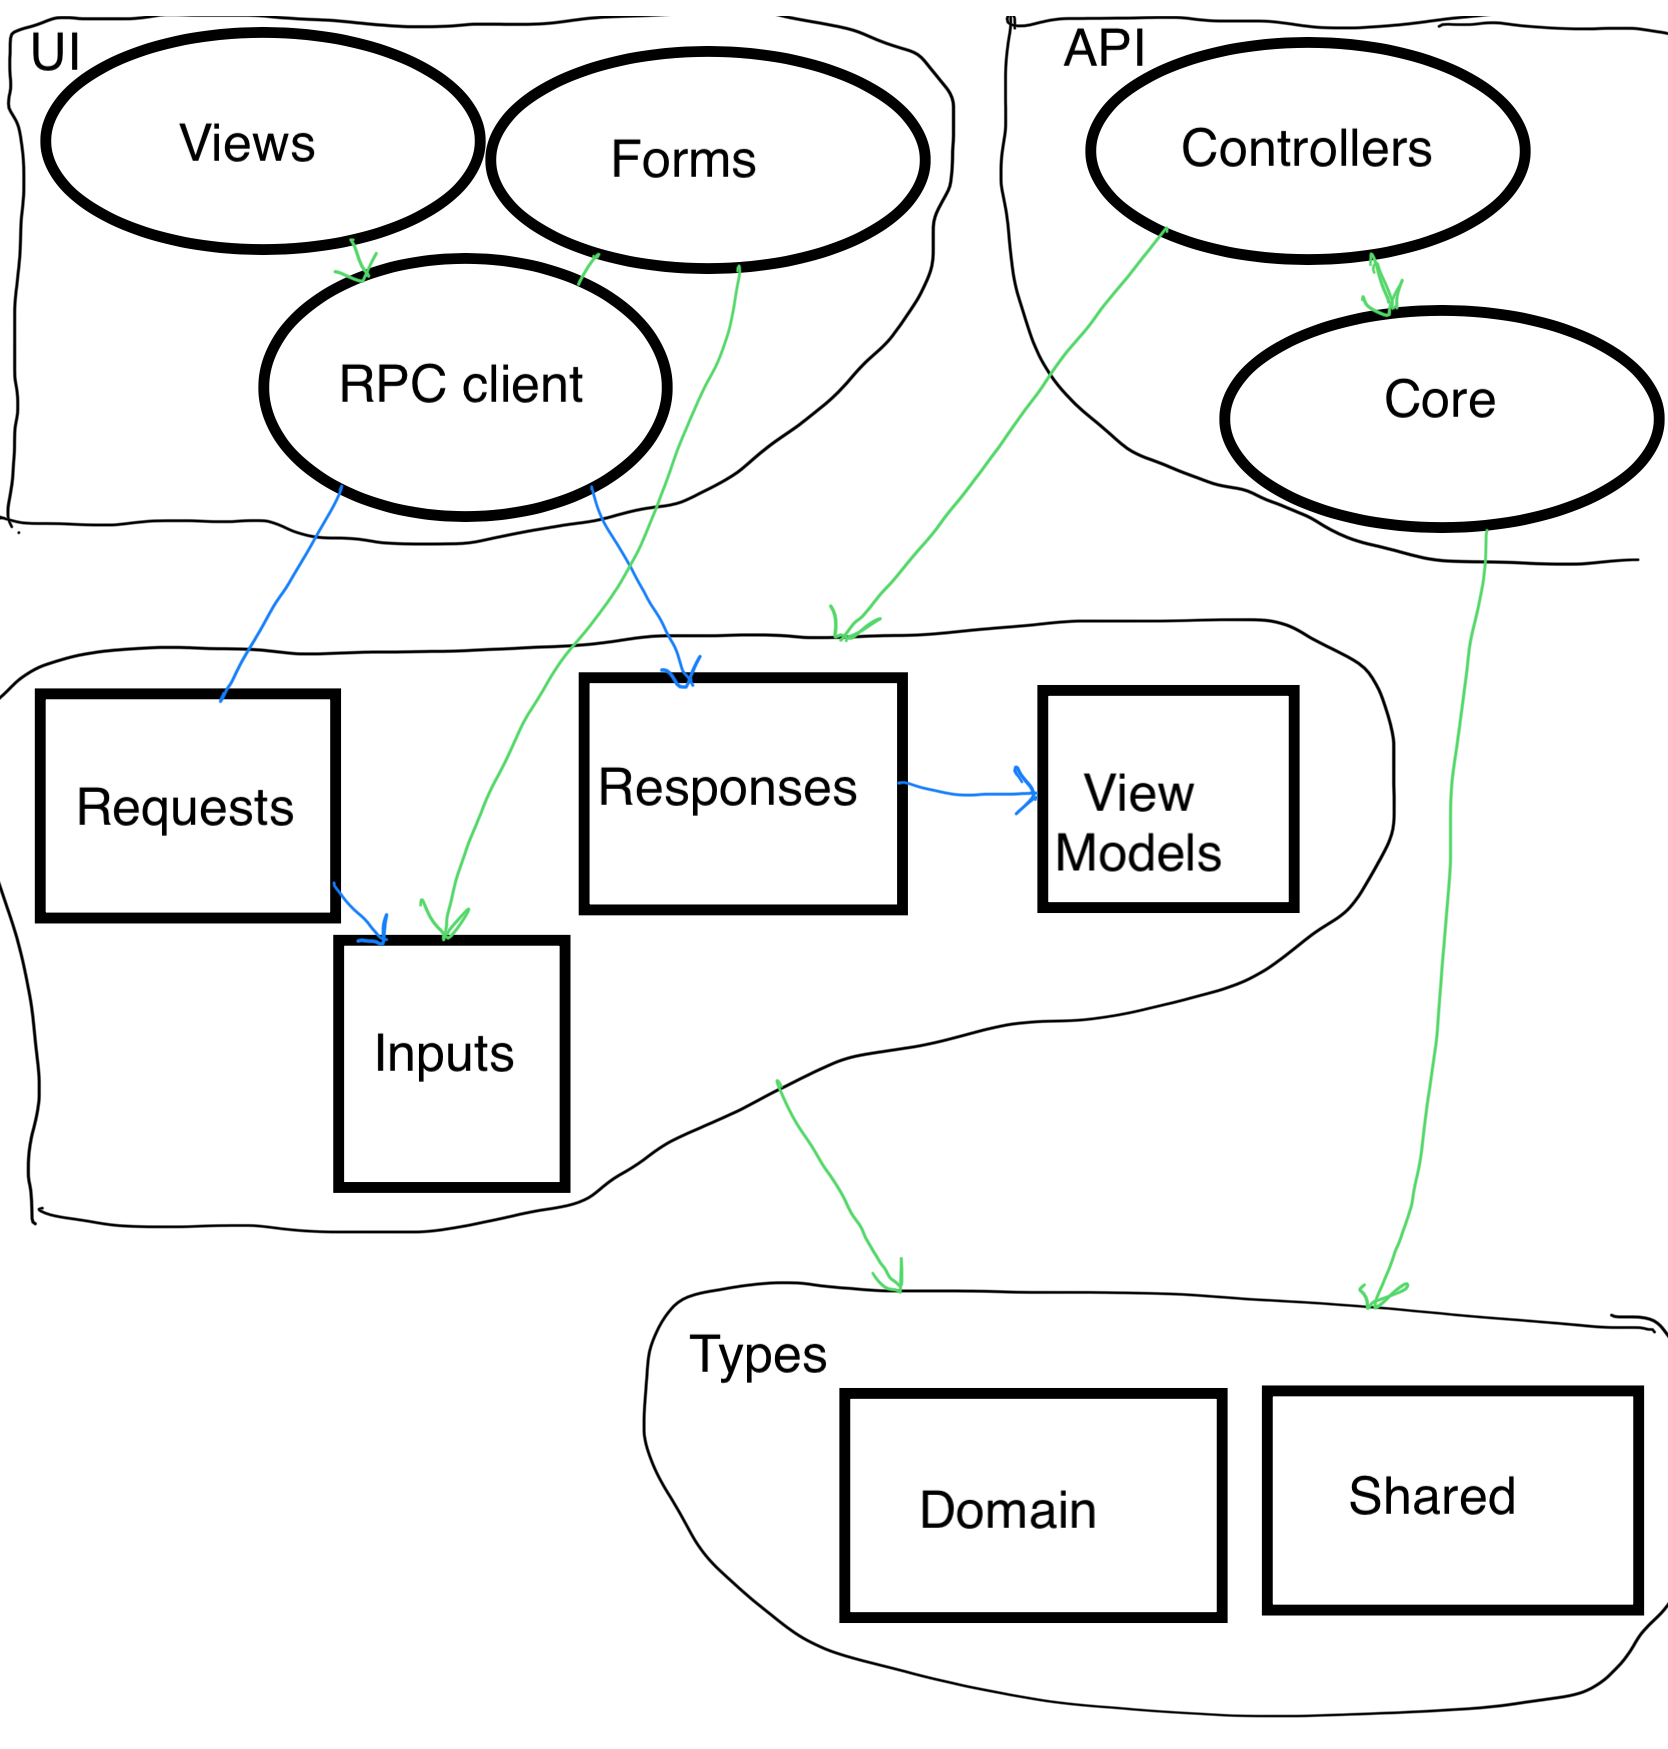 UI
API
Views
Forms
Controllers
RPC client
Core
Requests
Responses
View
Models
Inputs
Types
Domain
Shared